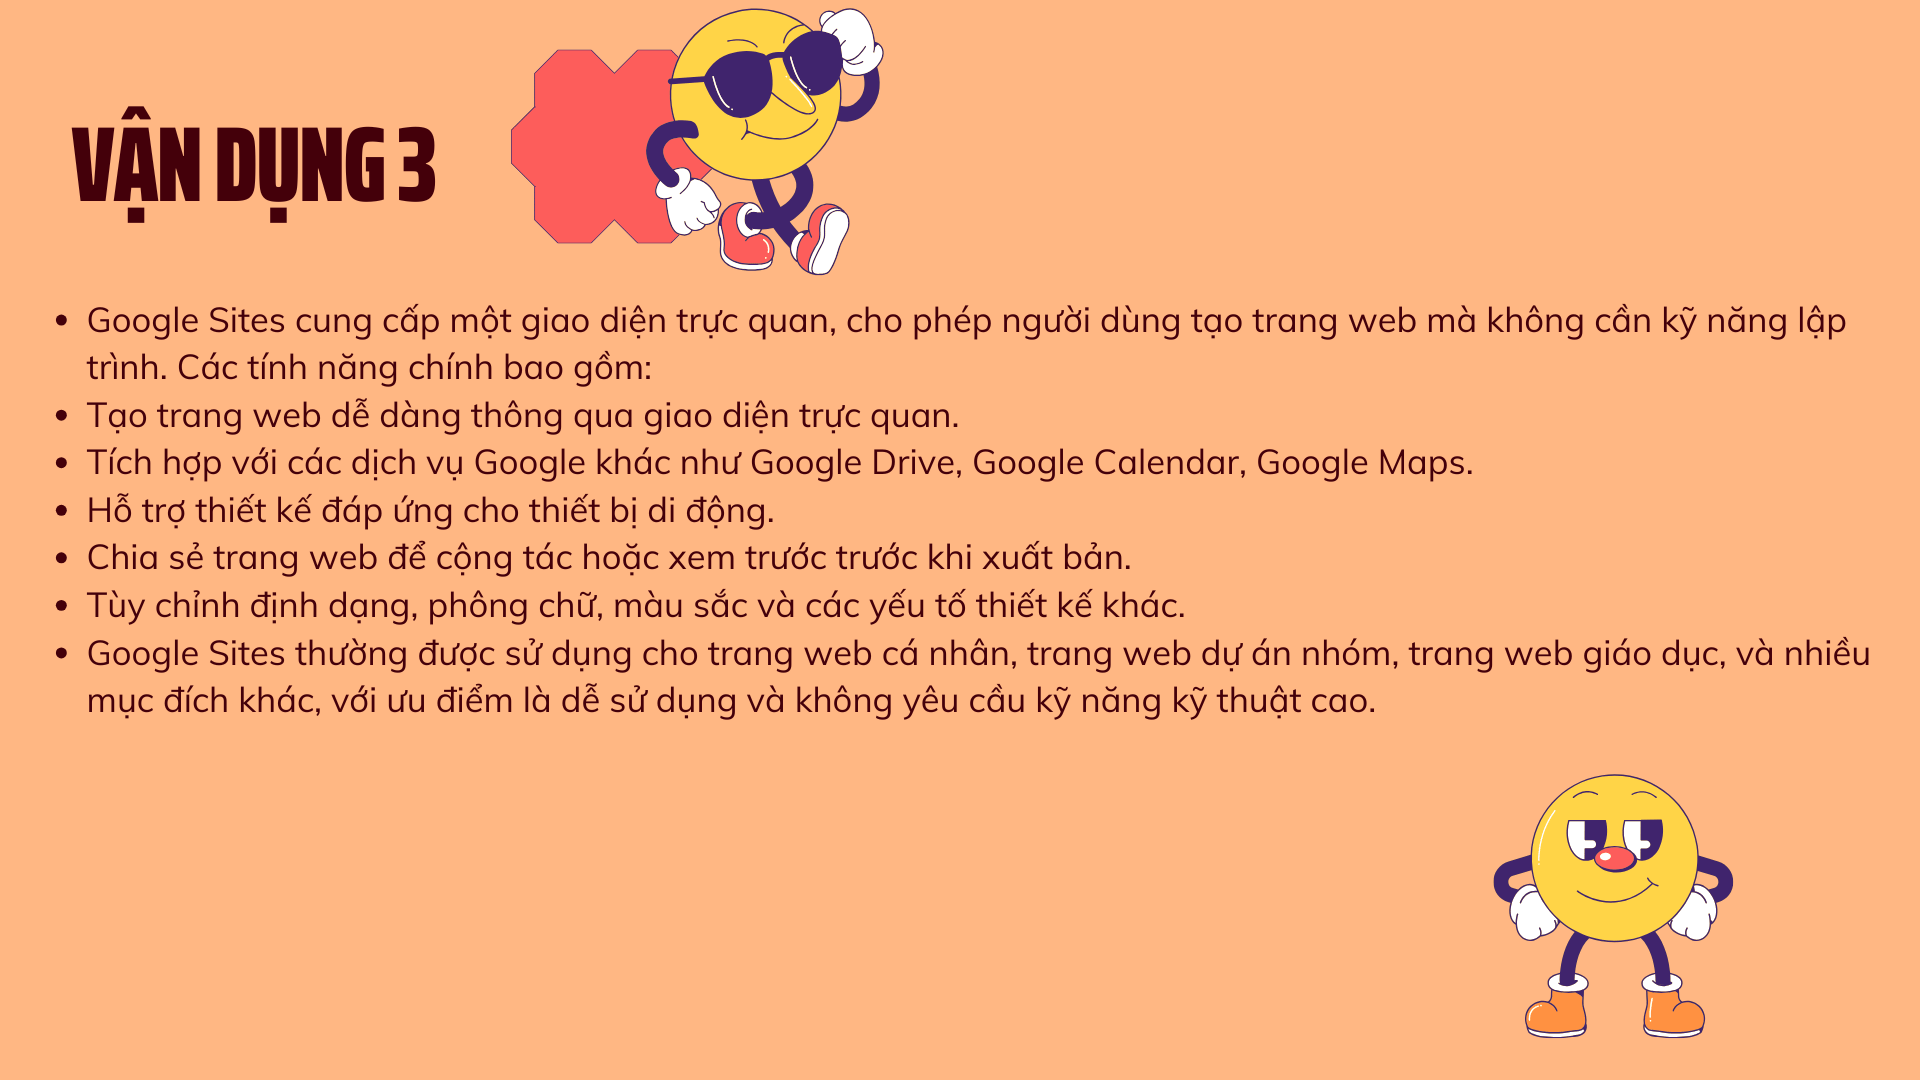 VẬN DỤNG 3
• Google Sites cung cấp một giao diện trực quan, cho phép người dùng tạo trang web mà không cần kỹ năng lập
trình. Các tính năng chính bao gồm:
• Tạo trang web dễ dàng thông qua giao diện trực quan.
• Tích hợp với các dịch vụ Google khác như Google Drive, Google Calendar, Google Maps.
• Hỗ trợ thiết kế đáp ứng cho thiết bị di động.
• Chia sẻ trang web để cộng tác hoặc xem trước trước khi xuất bản.
• Tùy chỉnh định dạng, phông chữ, màu sắc và các yếu tố thiết kế khác.
• Google Sites thường được sử dụng cho trang web cá nhân, trang web dự án nhóm, trang web giáo dục, và nhiều
mục đích khác, với ưu điểm là dễ sử dụng và không yêu cầu kỹ năng kỹ thuật cao.